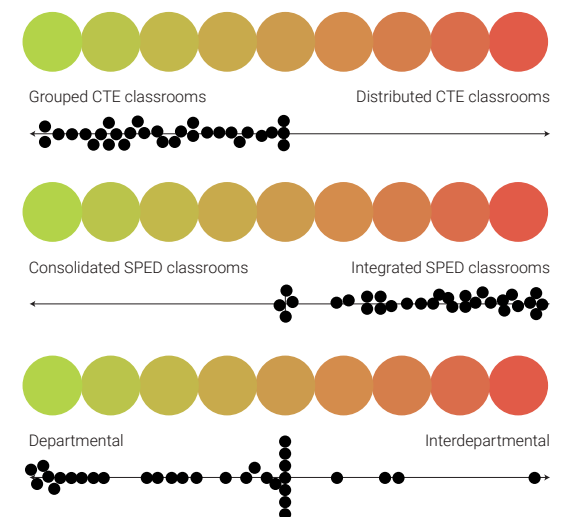 Grouped CTE classrooms Distributed CTE classrooms
Consolidated SPED classrooms Integrated SPED classrooms
Departmental Interdepartmental